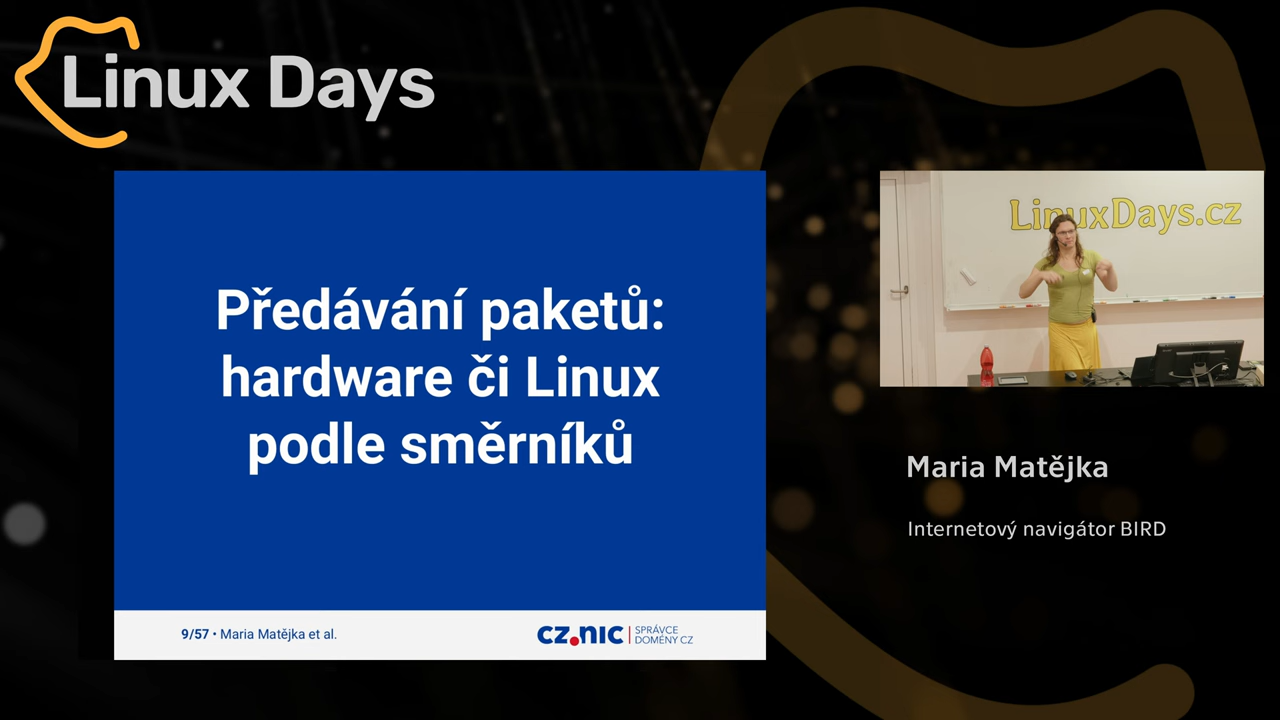 Linux Days
Předávání paketů:
hardware či Linux
podle směrníků
9/57 • Maria Matějka et al.
cz.nic
SPRÁVCE
DOMÉNY CZ
LinuxDays.cz
Maria Matějka
Internetový navigátor BIRD